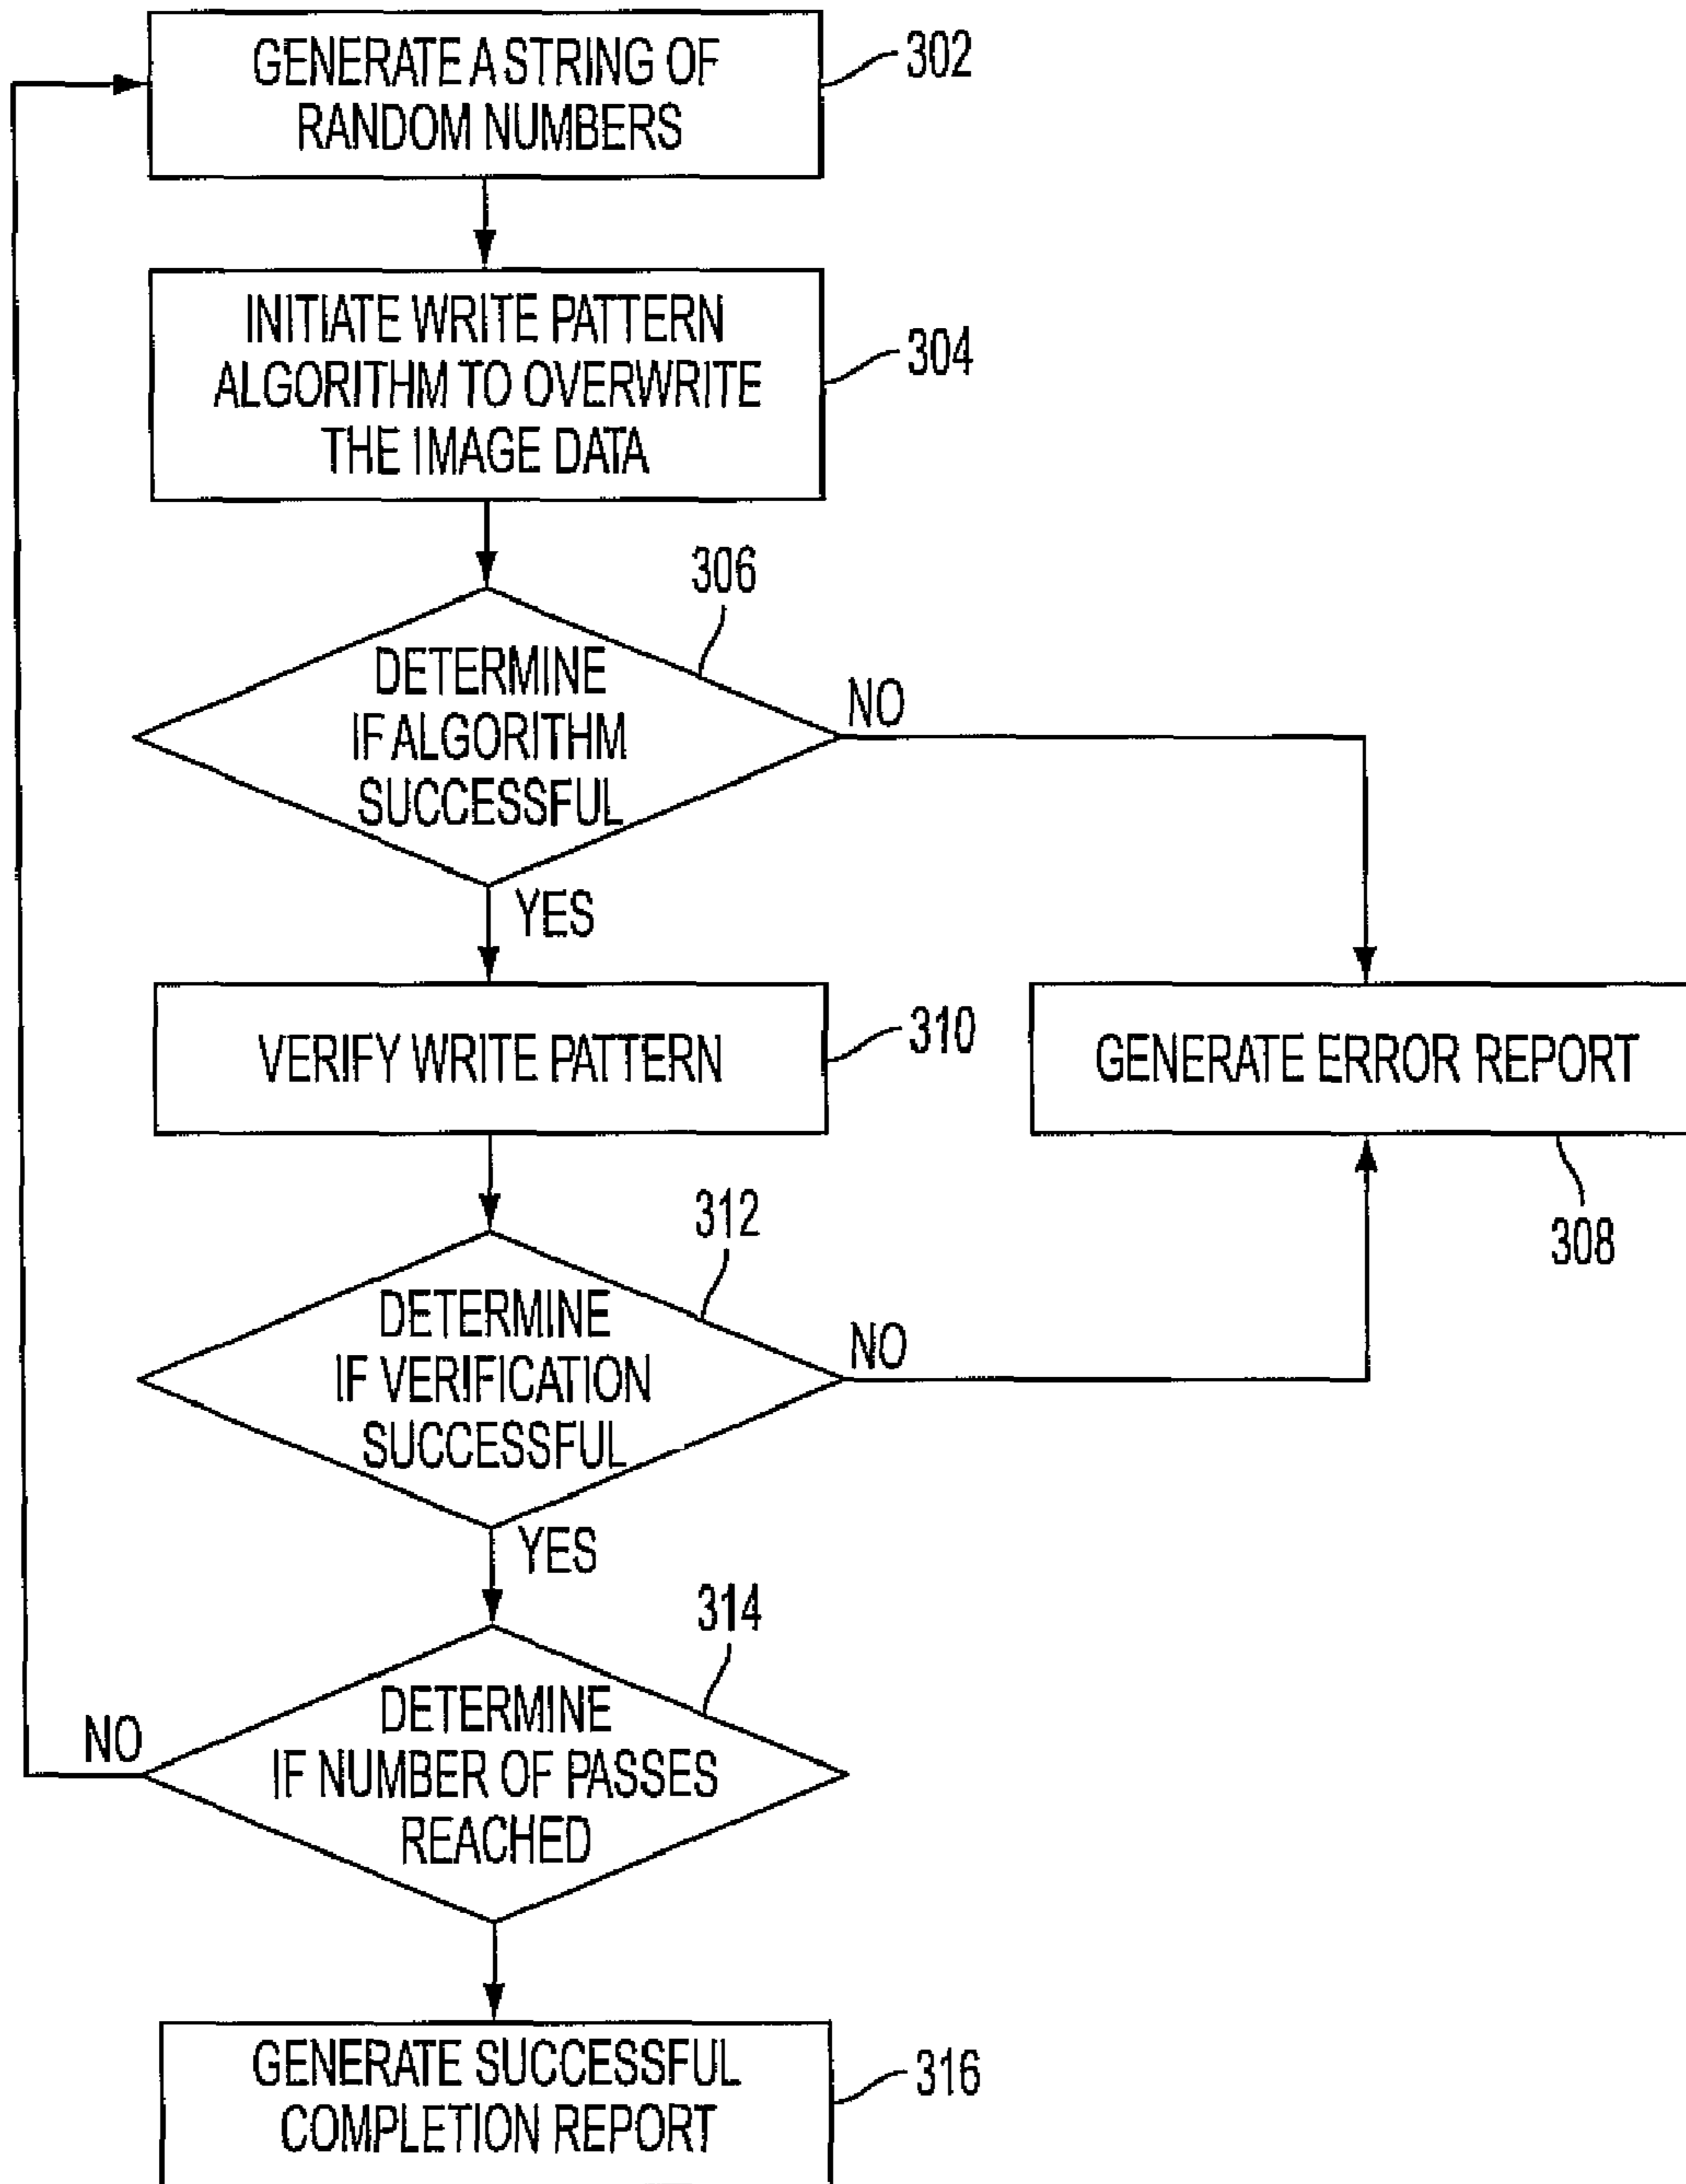 GENERATE A STRING OF
RANDOM NUMBERS
302
INITIATE WRITE PATTERN
ALGORITHM TO OVERWRITE
THE IMAGE DATA
304
306
DETERMINE
IF ALGORITHM
SUCCESSFUL
NO
YES
VERIFY WRITE PATTERN
310
GENERATE ERROR REPORT
308
312
DETERMINE
IF VERIFICATION
SUCCESSFUL
NO
YES
314
DETERMINE
IF NUMBER OF PASSES
REACHED
NO
GENERATE SUCCESSFUL
COMPLETION REPORT
316